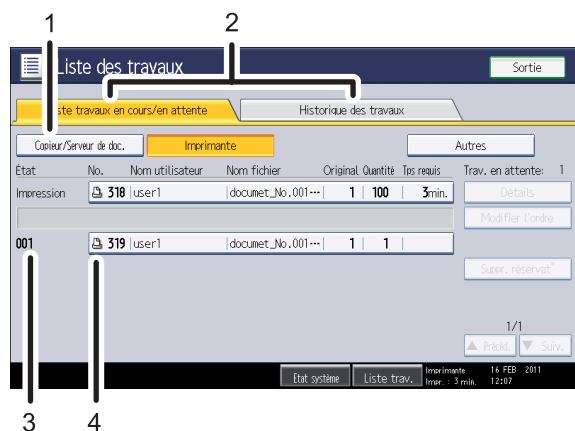 1 2
Liste des travaux Sortie
Liste travaux en cours/en attente Historique des travaux
Copieur/Serveur de doc. Imprimante Autres
État No. Nom utilisateur Nom fichier Original Quantité Tps requis Trav. en attente: 1
Impression 318 user1 documet_No.001··· 1 100 3min. Détails
Modifier l'ordre
001 319 user1 documet_No.001··· 1 1
Suppr. réservat°
1/1
▲ Précéd. ▼ Suiv.
Etat système Liste trav. Imprimante 16 FEB 2011
Impr. : 3 min. 12:07
3 4